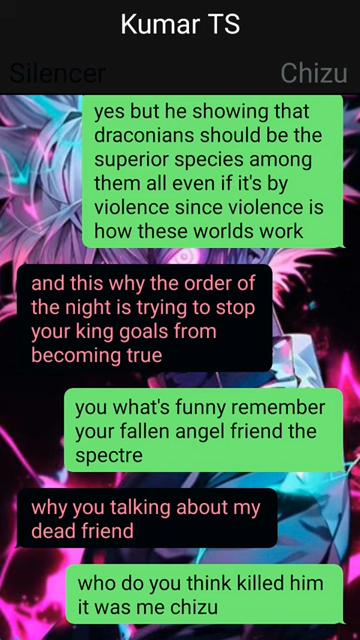 Kumar TS
Silencer
Chizu
yes but he showing that
draconians should be the
superior species among
them all even if it's by
violence since violence is
how these worlds work
and this why the order of
the night is trying to stop
your king goals from
becoming true
you what's funny remember
your fallen angel friend the
spectre
why you talking about my
dead friend
who do you think killed him
it was me chizu